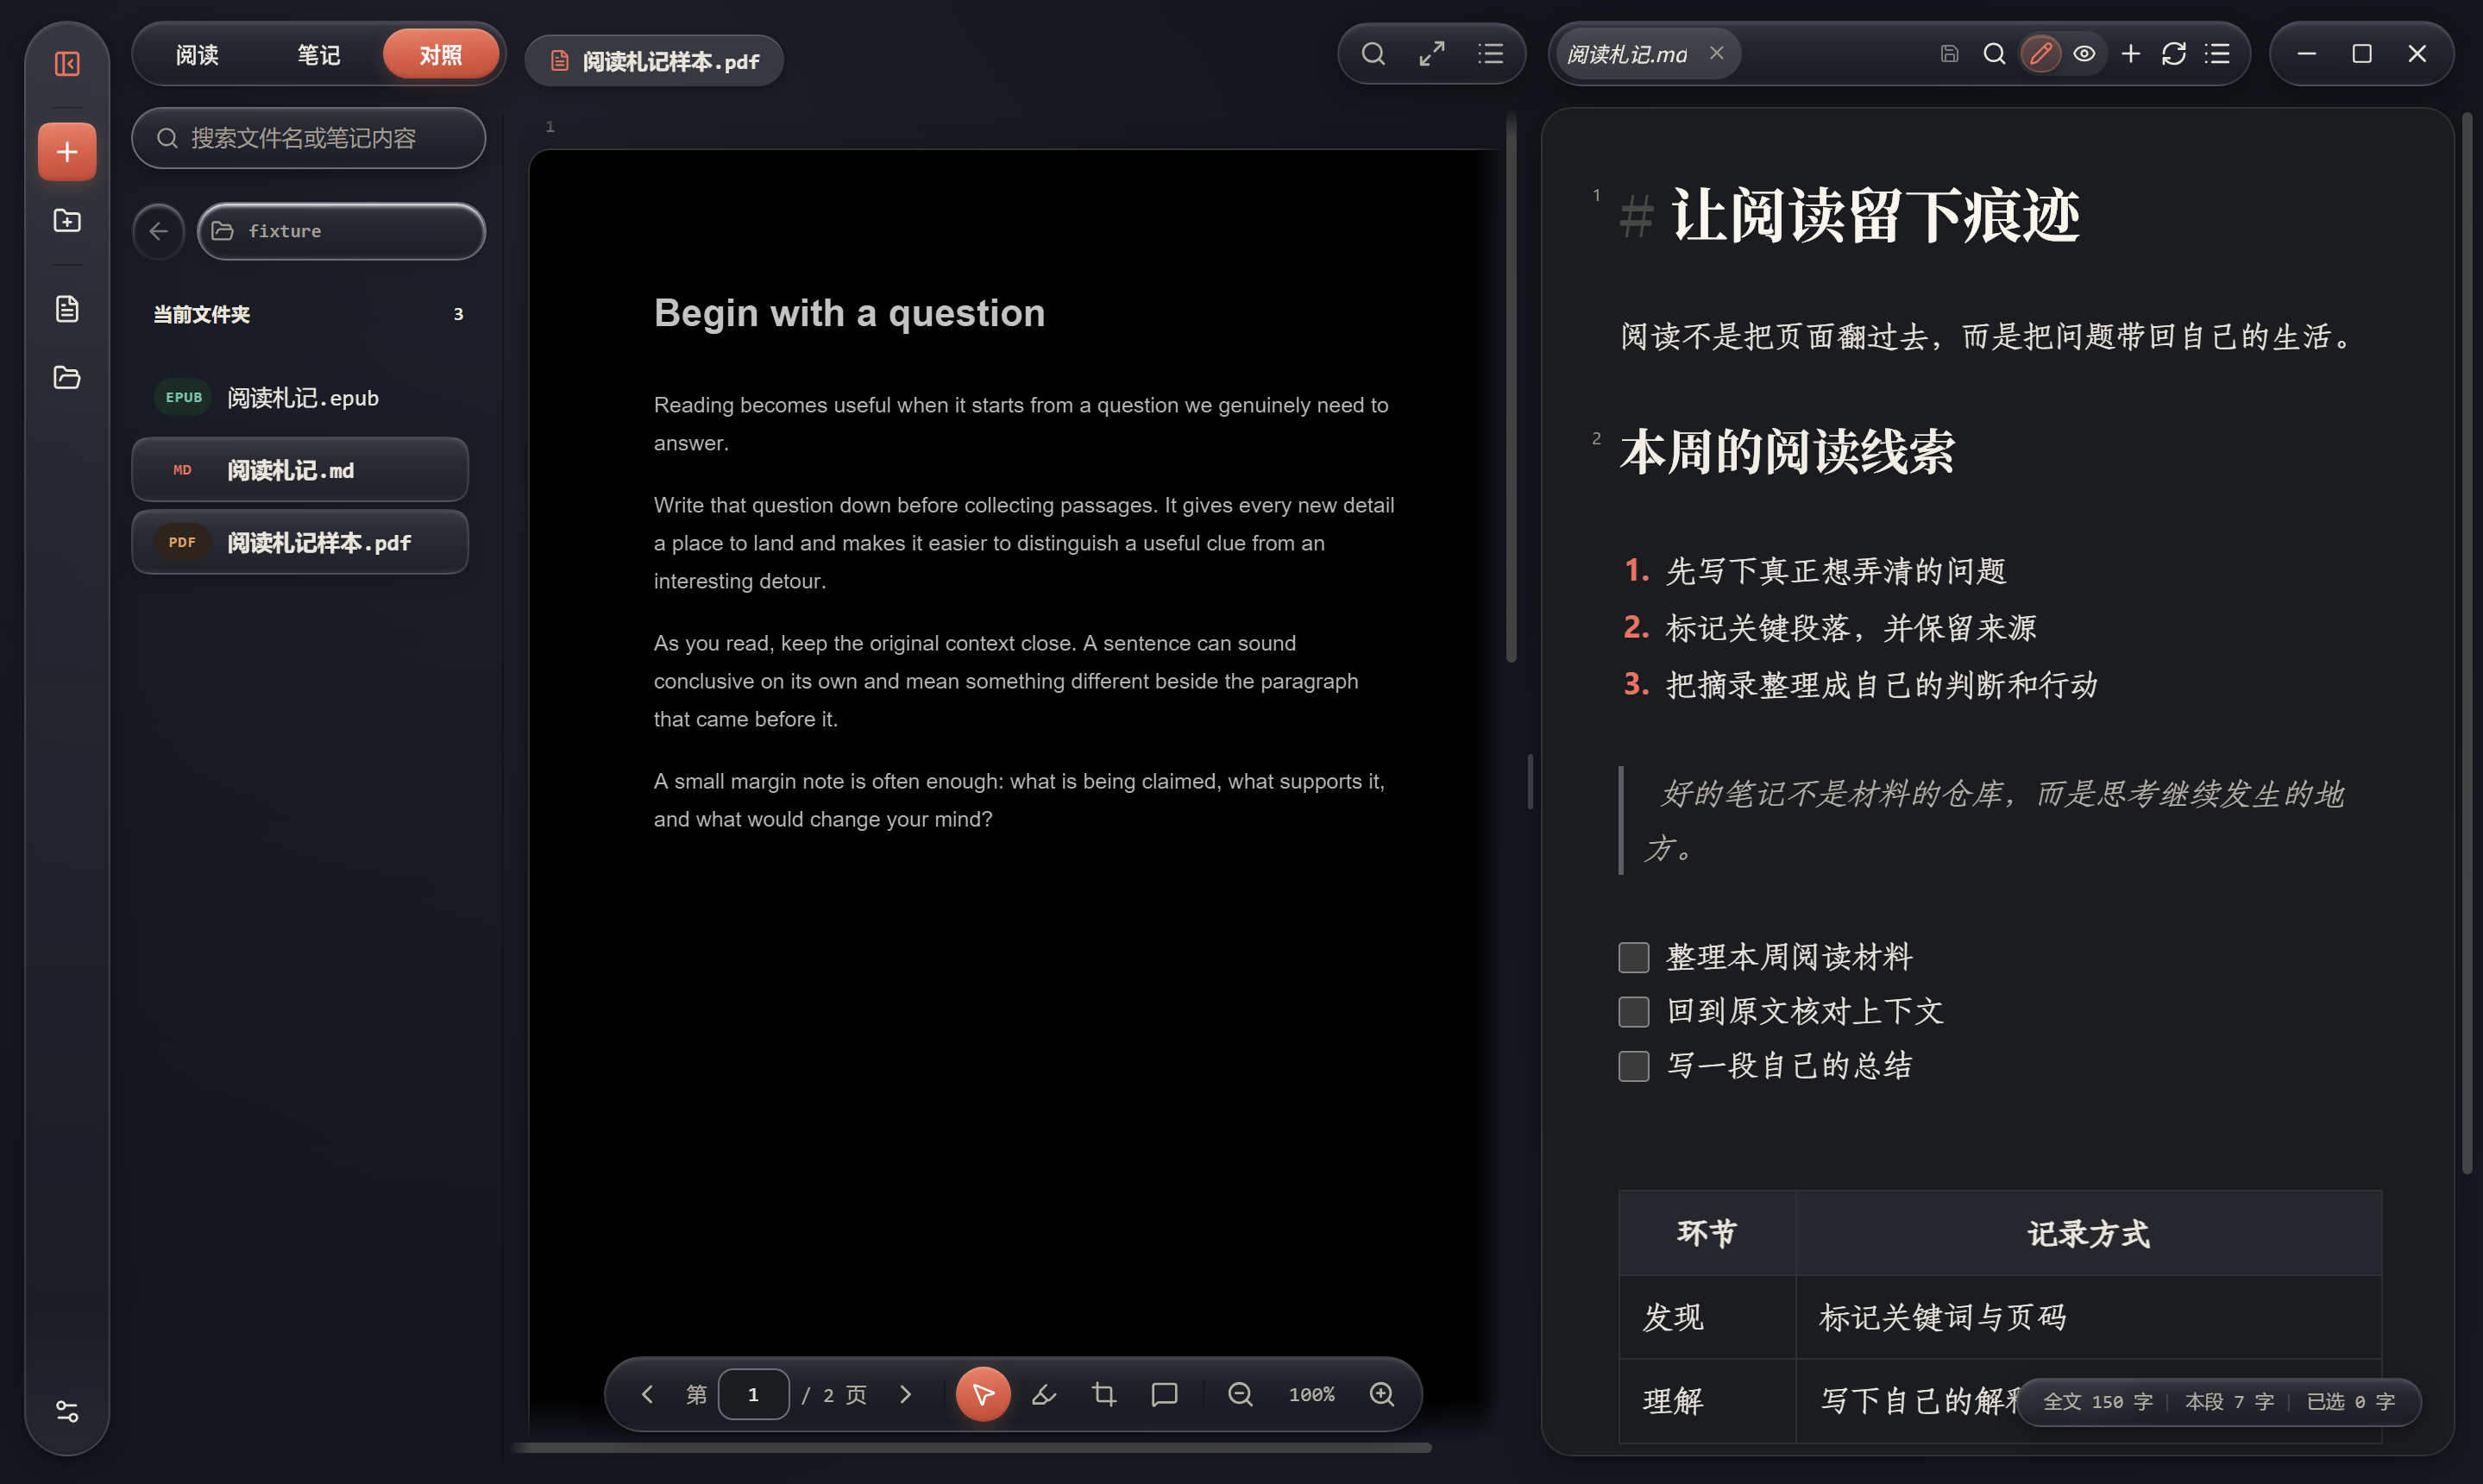 阅读
笔记
对照
阅读札记样本.pdf
阅读札记.md
搜索文件名或笔记内容
fixture
当前文件夹
3
EPUB 阅读札记.epub
MD 阅读札记.md
PDF 阅读札记样本.pdf
1
Begin with a question
Reading becomes useful when it starts from a question we genuinely need to
answer.
Write that question down before collecting passages. It gives every new detail
a place to land and makes it easier to distinguish a useful clue from an
interesting detour.
As you read, keep the original context close. A sentence can sound
conclusive on its own and mean something different beside the paragraph
that came before it.
A small margin note is often enough: what is being claimed, what supports it,
and what would change your mind?
第 1 / 2 页
100%
1 # 让阅读留下痕迹
阅读不是把页面翻过去，而是把问题带回自己的生活。
2 本周的阅读线索
1. 先写下真正想弄清的问题
2. 标记关键段落，并保留来源
3. 把摘录整理成自己的判断和行动
好的笔记不是材料的仓库，而是思考继续发生的地
方。
整理本周阅读材料
回到原文核对上下文
写一段自己的总结
环节 记录方式
发现 标记关键词与页码
理解 写下自己的解释
全文 150 字 本段 7 字 已选 0 字